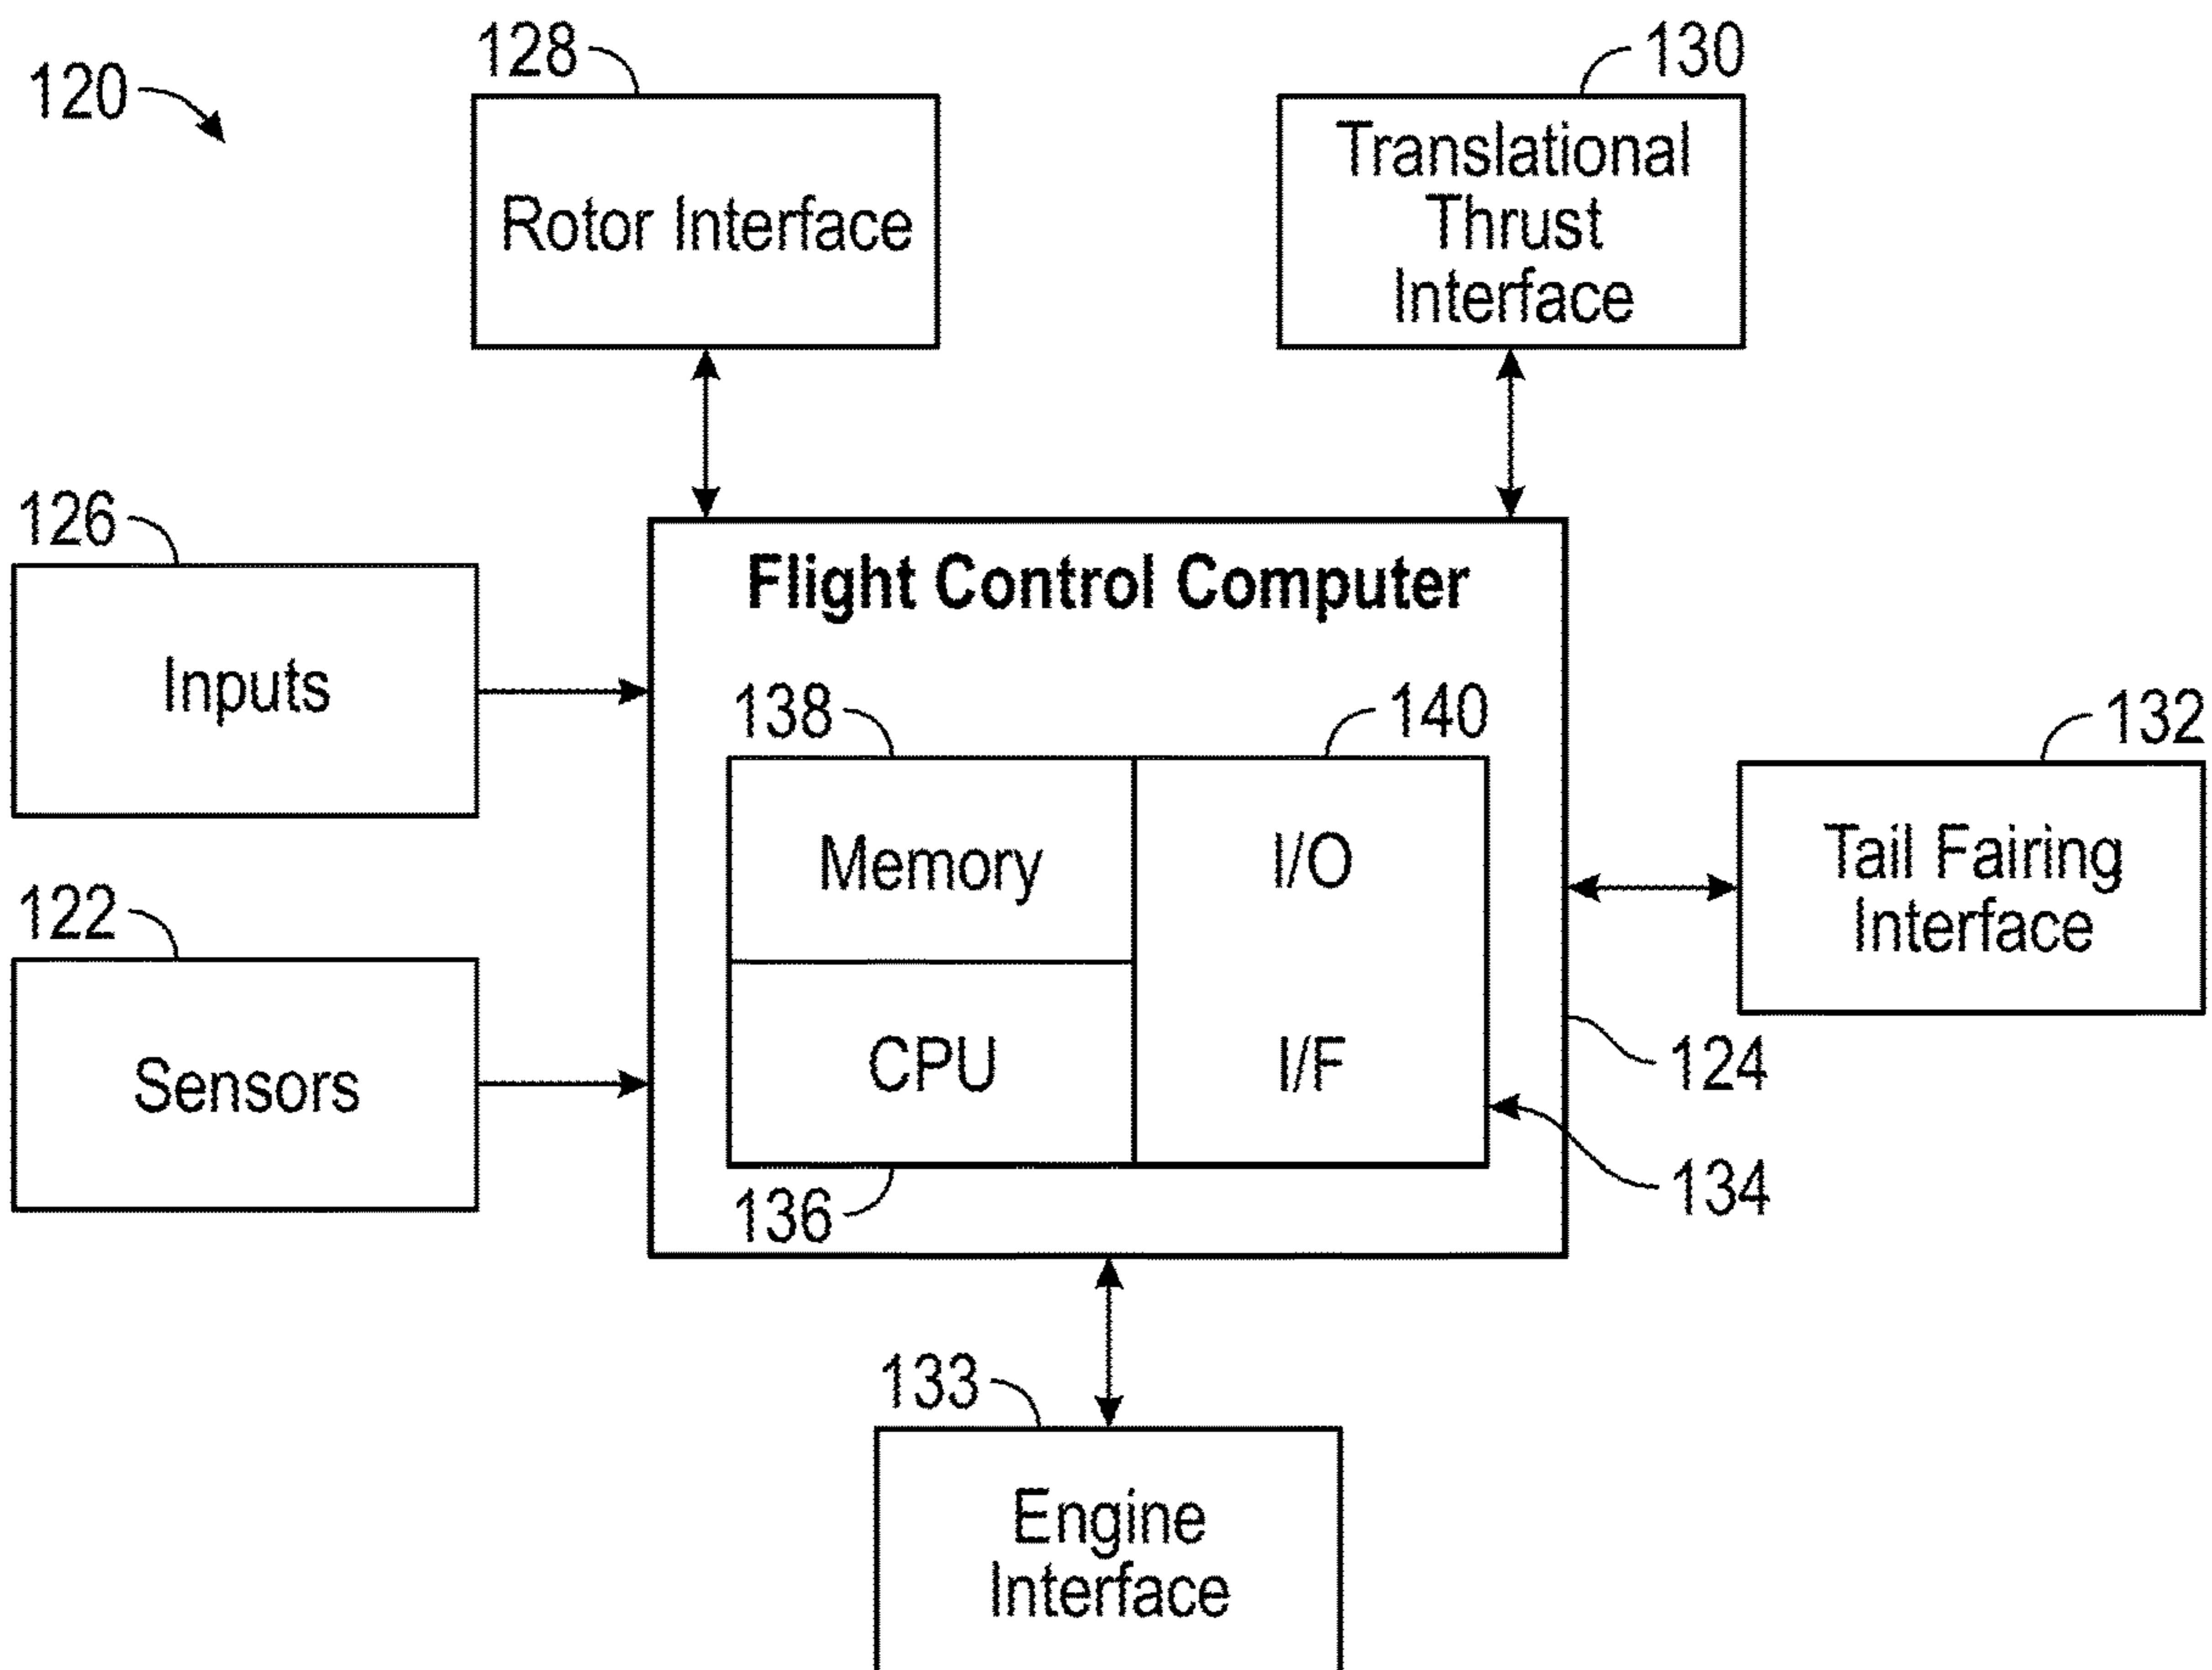 120
128
Rotor Interface
130
Translational
Thrust
Interface
126
Inputs
122
Sensors
Flight Control Computer
138
140
Memory
I/O
CPU
I/F
136
132
Tail Fairing
Interface
124
134
133
Engine
Interface